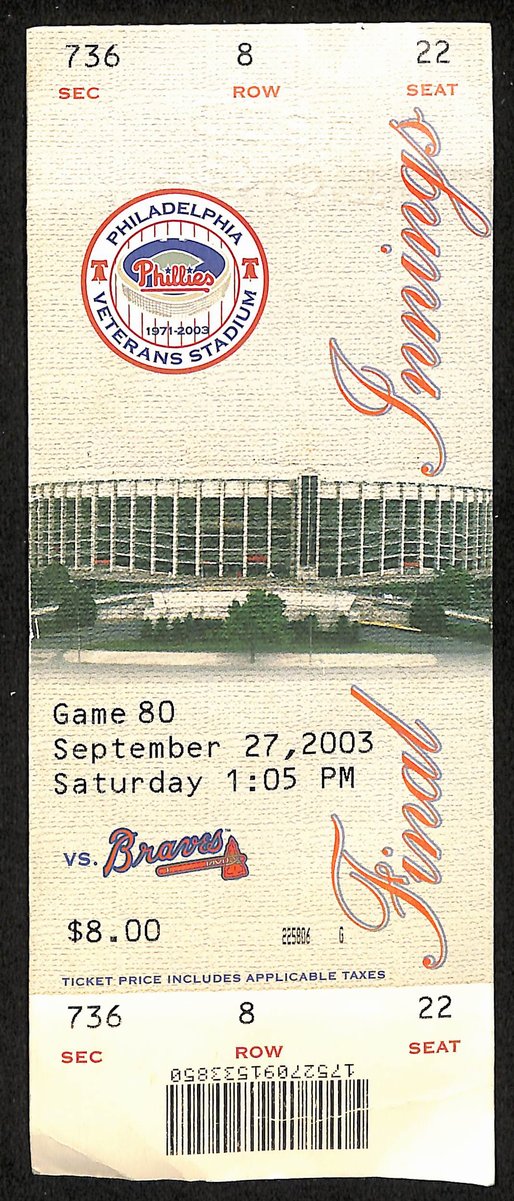 736 8 22
SEC ROW SEAT
PHILADELPHIA
Phillies
1971-2003
VETERANS STADIUM
Final Innings
Game 80
September 27,2003
Saturday 1:05 PM
VS. Braves
$8.00 225806 G
TICKET PRICE INCLUDES APPLICABLE TAXES
736 8 22
SEC ROW SEAT
17527091533850